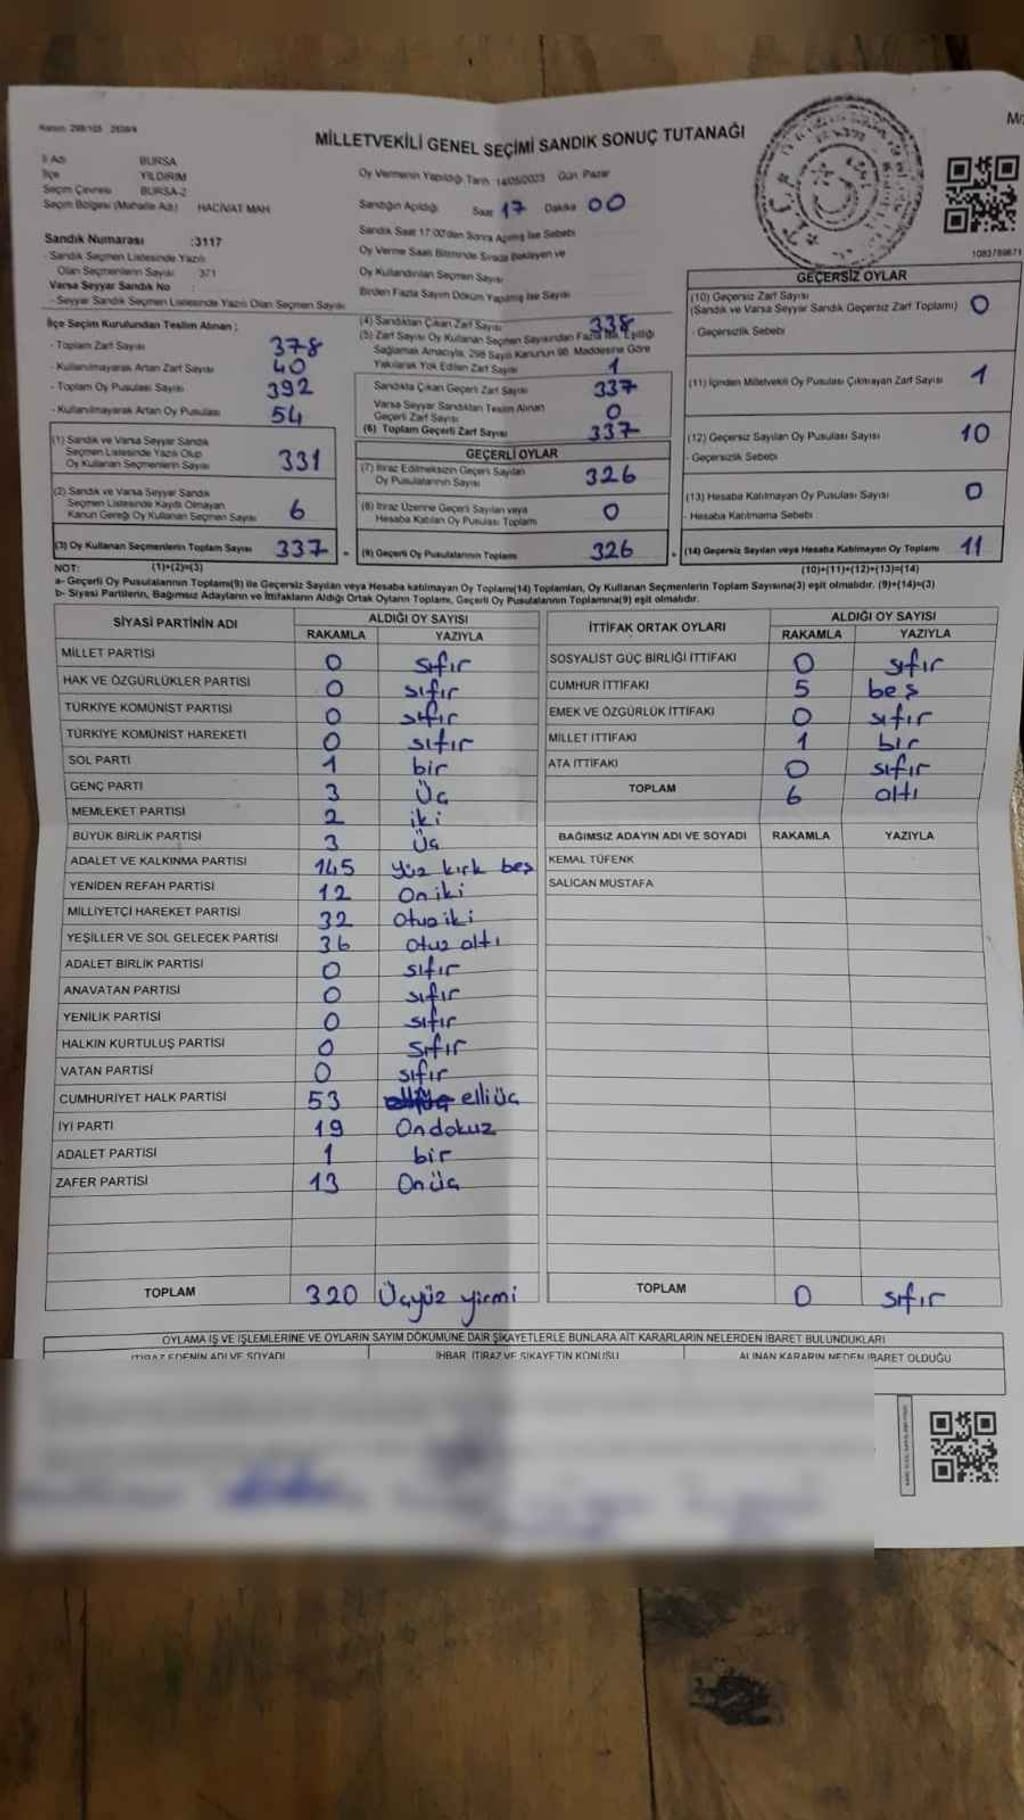 Kanun: 298/105 2839/4
MİLLETVEKİLİ GENEL SEÇİMİ SANDIK SONUÇ TUTANAĞI
İl Adı BURSA
İlçe YILDIRIM
Seçim Çevresi BURSA-2
Seçim Bölgesi (Mahalle Adı) HACİVAT MAH
Oy Vermenin Yapıldığı Tarih 14/05/2023 Gün Pazar
Sandığın Açıldığı Saat 17 Dakika 00
Sandık Saat 17:00'den Sonra Açılmış İse Sebebi
Oy Verme Saati Bitiminde Sırada Bekleyen ve
Oy Kullandırılan Seçmen Sayısı
Birden Fazla Sayım Döküm Yapılmış İse Sayısı
1083789671
Sandık Numarası :3117
- Sandık Seçmen Listesinde Yazılı
Olan Seçmenlerin Sayısı 371
Varsa Seyyar Sandık No
- Seyyar Sandık Seçmen Listesinde Yazılı Olan Seçmen Sayısı
İlçe Seçim Kurulundan Teslim Alınan ;
- Toplam Zarf Sayısı 378
- Kullanılmayarak Artan Zarf Sayısı 40
- Toplam Oy Pusulası Sayısı 392
- Kullanılmayarak Artan Oy Pusulası 54
(1) Sandık ve Varsa Seyyar Sandık
Seçmen Listesinde Yazılı Olup
Oy Kullanan Seçmenlerin Sayısı 331
(2) Sandık ve Varsa Seyyar Sandık
Seçmen Listesinde Kayıtlı Olmayan
Kanun Gereği Oy Kullanan Seçmen Sayısı 6
(3) Oy Kullanan Seçmenlerin Toplam Sayısı 337
(4) Sandıktan Çıkan Zarf Sayısı 338
(5) Zarf Sayısı Oy Kullanan Seçmen Sayısından Fazla İse, Eşitliği
Sağlamak Amacıyla, 298 Sayılı Kanunun 98. Maddesine Göre
Yakılarak Yok Edilen Zarf Sayısı 1
Sandıkta Çıkan Geçerli Zarf Sayısı 337
Varsa Seyyar Sandıktan Teslim Alınan
Geçerli Zarf Sayısı 0
(6) Toplam Geçerli Zarf Sayısı 337
GEÇERLİ OYLAR
(7) İtiraz Edilmeksizin Geçerli Sayılan
Oy Pusulalarının Sayısı 326
(8) İtiraz Üzerine Geçerli Sayılan veya
Hesaba Katılan Oy Pusulası Toplamı 0
= (9) Geçerli Oy Pusulalarının Toplamı 326
GEÇERSİZ OYLAR
(10) Geçersiz Zarf Sayısı
(Sandık ve Varsa Seyyar Sandık Geçersiz Zarf Toplamı) 0
- Geçersizlik Sebebi
(11) İçinden Milletvekili Oy Pusulası Çıkmayan Zarf Sayısı 1
(12) Geçersiz Sayılan Oy Pusulası Sayısı 10
- Geçersizlik Sebebi
(13) Hesaba Katılmayan Oy Pusulası Sayısı 0
- Hesaba Katılmama Sebebi
+ (14) Geçersiz Sayılan veya Hesaba Katılmayan Oy Toplamı 11
NOT: (1)+(2)=(3) (10)+(11)+(12)+(13)=(14)
a- Geçerli Oy Pusulalarının Toplamı(9) ile Geçersiz Sayılan veya Hesaba katılmayan Oy Toplamı(14) Toplamları, Oy Kullanan Seçmenlerin Toplam Sayısına(3) eşit olmalıdır. (9)+(14)=(3)
b- Siyasi Partilerin, Bağımsız Adayların ve İttifakların Aldığı Ortak Oyların Toplamı, Geçerli Oy Pusulalarının Toplamına(9) eşit olmalıdır.
SİYASİ PARTİNİN ADI ALDIĞI OY SAYISI
RAKAMLA YAZIYLA
MİLLET PARTİSİ 0 sıfır
HAK VE ÖZGÜRLÜKLER PARTİSİ 0 sıfır
TÜRKİYE KOMÜNİST PARTİSİ 0 sıfır
TÜRKİYE KOMÜNİST HAREKETİ 0 sıfır
SOL PARTİ 1 bir
GENÇ PARTİ 3 Üç
MEMLEKET PARTİSİ 2 iki
BÜYÜK BİRLİK PARTİSİ 3 Üç
ADALET VE KALKINMA PARTİSİ 145 yüz kırk beş
YENİDEN REFAH PARTİSİ 12 Oniki
MİLLİYETÇİ HAREKET PARTİSİ 32 Otuziki
YEŞİLLER VE SOL GELECEK PARTİSİ 36 otuz altı
ADALET BİRLİK PARTİSİ 0 sıfır
ANAVATAN PARTİSİ 0 sıfır
YENİLİK PARTİSİ 0 sıfır
HALKIN KURTULUŞ PARTİSİ 0 sıfır
VATAN PARTİSİ 0 sıfır
CUMHURİYET HALK PARTİSİ 53 elliüç
İYİ PARTİ 19 Ondokuz
ADALET PARTİSİ 1 bir
ZAFER PARTİSİ 13 Onüç
TOPLAM 320 Üçyüz yirmi
İTTİFAK ORTAK OYLARI ALDIĞI OY SAYISI
RAKAMLA YAZIYLA
SOSYALİST GÜÇ BİRLİĞİ İTTİFAKI 0 sıfır
CUMHUR İTTİFAKI 5 beş
EMEK VE ÖZGÜRLÜK İTTİFAKI 0 sıfır
MİLLET İTTİFAKI 1 bir
ATA İTTİFAKI 0 sıfır
TOPLAM 6 altı
BAĞIMSIZ ADAYIN ADI VE SOYADI RAKAMLA YAZIYLA
KEMAL TÜFENK
SALİCAN MUSTAFA
TOPLAM 0 sıfır
OYLAMA İŞ VE İŞLEMLERİNE VE OYLARIN SAYIM DÖKÜMÜNE DAİR ŞİKAYETLERLE BUNLARA AİT KARARLARIN NELERDEN İBARET BULUNDUKLARI
İTİRAZ EDENİN ADI VE SOYADI İHBAR, İTİRAZ VE ŞİKAYETİN KONUSU ALINAN KARARIN NEDEN İBARET OLDUĞU